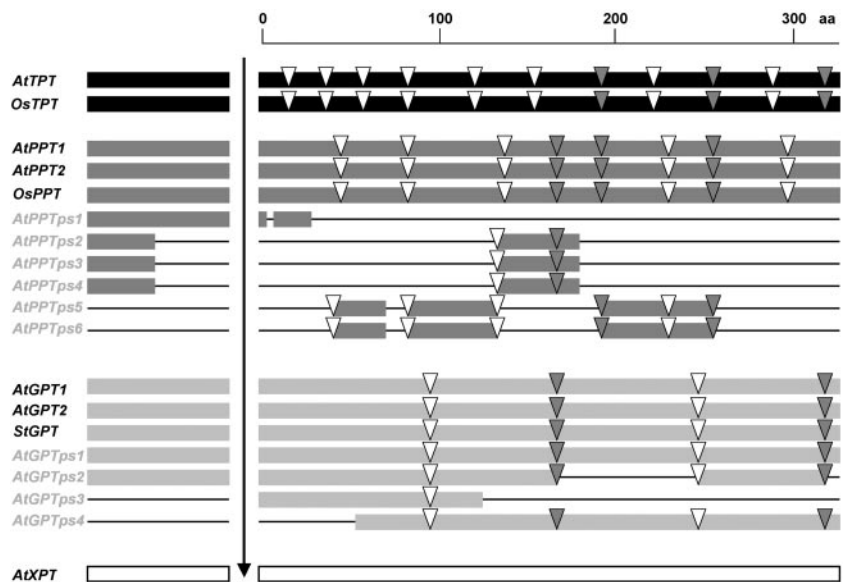 0 100 200 300 aa
AtTPT
OsTPT
AtPPT1
AtPPT2
OsPPT
AtPPTps1
AtPPTps2
AtPPTps3
AtPPTps4
AtPPTps5
AtPPTps6
AtGPT1
AtGPT2
StGPT
AtGPTps1
AtGPTps2
AtGPTps3
AtGPTps4
AtXPT